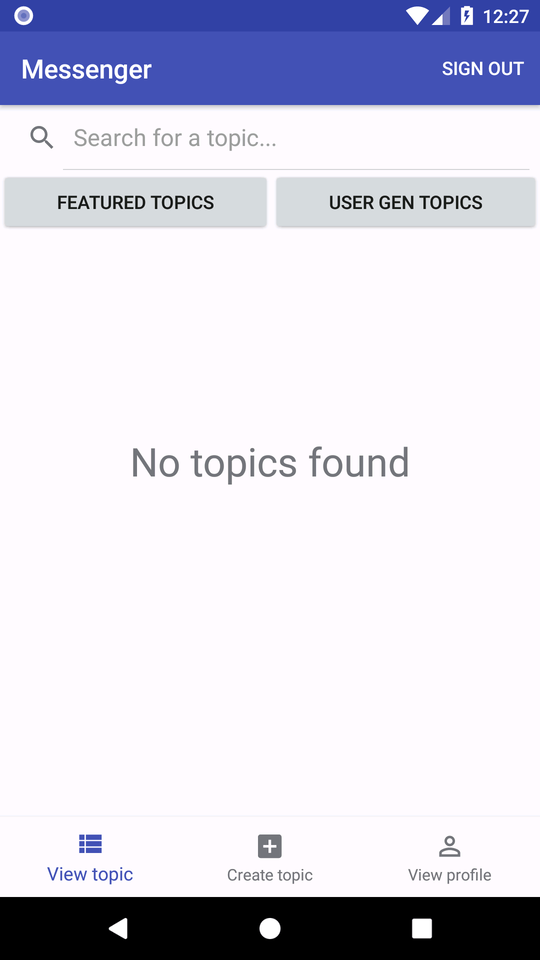 12:27
Messenger
SIGN OUT
Search for a topic...
FEATURED TOPICS
USER GEN TOPICS
No topics found
View topic
Create topic
View profile